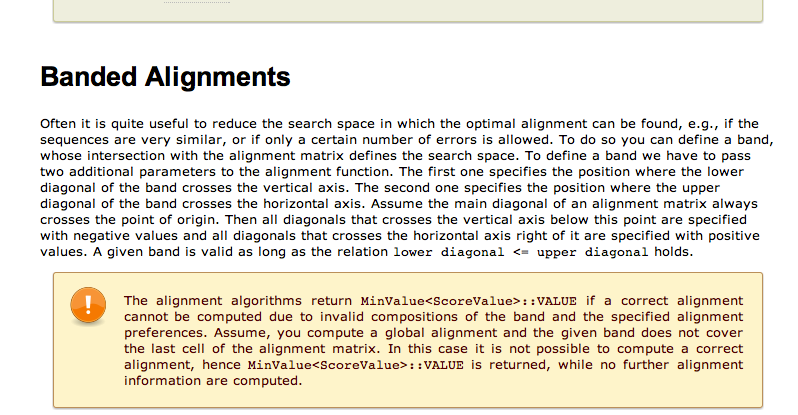 Banded Alignments
Often it is quite useful to reduce the search space in which the optimal alignment can be found, e.g., if the
sequences are very similar, or if only a certain number of errors is allowed. To do so you can define a band,
whose intersection with the alignment matrix defines the search space. To define a band we have to pass
two additional parameters to the alignment function. The first one specifies the position where the lower
diagonal of the band crosses the vertical axis. The second one specifies the position where the upper
diagonal of the band crosses the horizontal axis. Assume the main diagonal of an alignment matrix always
crosses the point of origin. Then all diagonals that crosses the vertical axis below this point are specified
with negative values and all diagonals that crosses the horizontal axis right of it are specified with positive
values. A given band is valid as long as the relation lower diagonal <= upper diagonal holds.
The alignment algorithms return MinValue<ScoreValue>::VALUE if a correct alignment
cannot be computed due to invalid compositions of the band and the specified alignment
preferences. Assume, you compute a global alignment and the given band does not cover
the last cell of the alignment matrix. In this case it is not possible to compute a correct
alignment, hence MinValue<ScoreValue>::VALUE is returned, while no further alignment
information are computed.